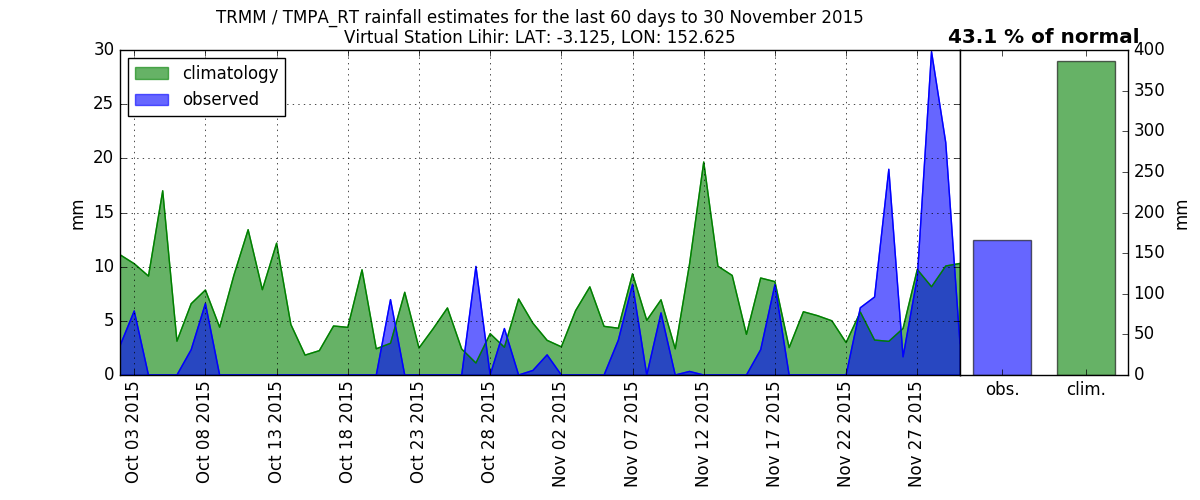 TRMM / TMPA_RT rainfall estimates for the last 60 days to 30 November 2015
Virtual Station Lihir: LAT: -3.125, LON: 152.625
43.1 % of normal
climatology
observed
30
25
20
15
10
5
0
mm
400
350
300
250
200
150
100
50
0
mm
Oct 03 2015
Oct 08 2015
Oct 13 2015
Oct 18 2015
Oct 23 2015
Oct 28 2015
Nov 02 2015
Nov 07 2015
Nov 12 2015
Nov 17 2015
Nov 22 2015
Nov 27 2015
obs.
clim.